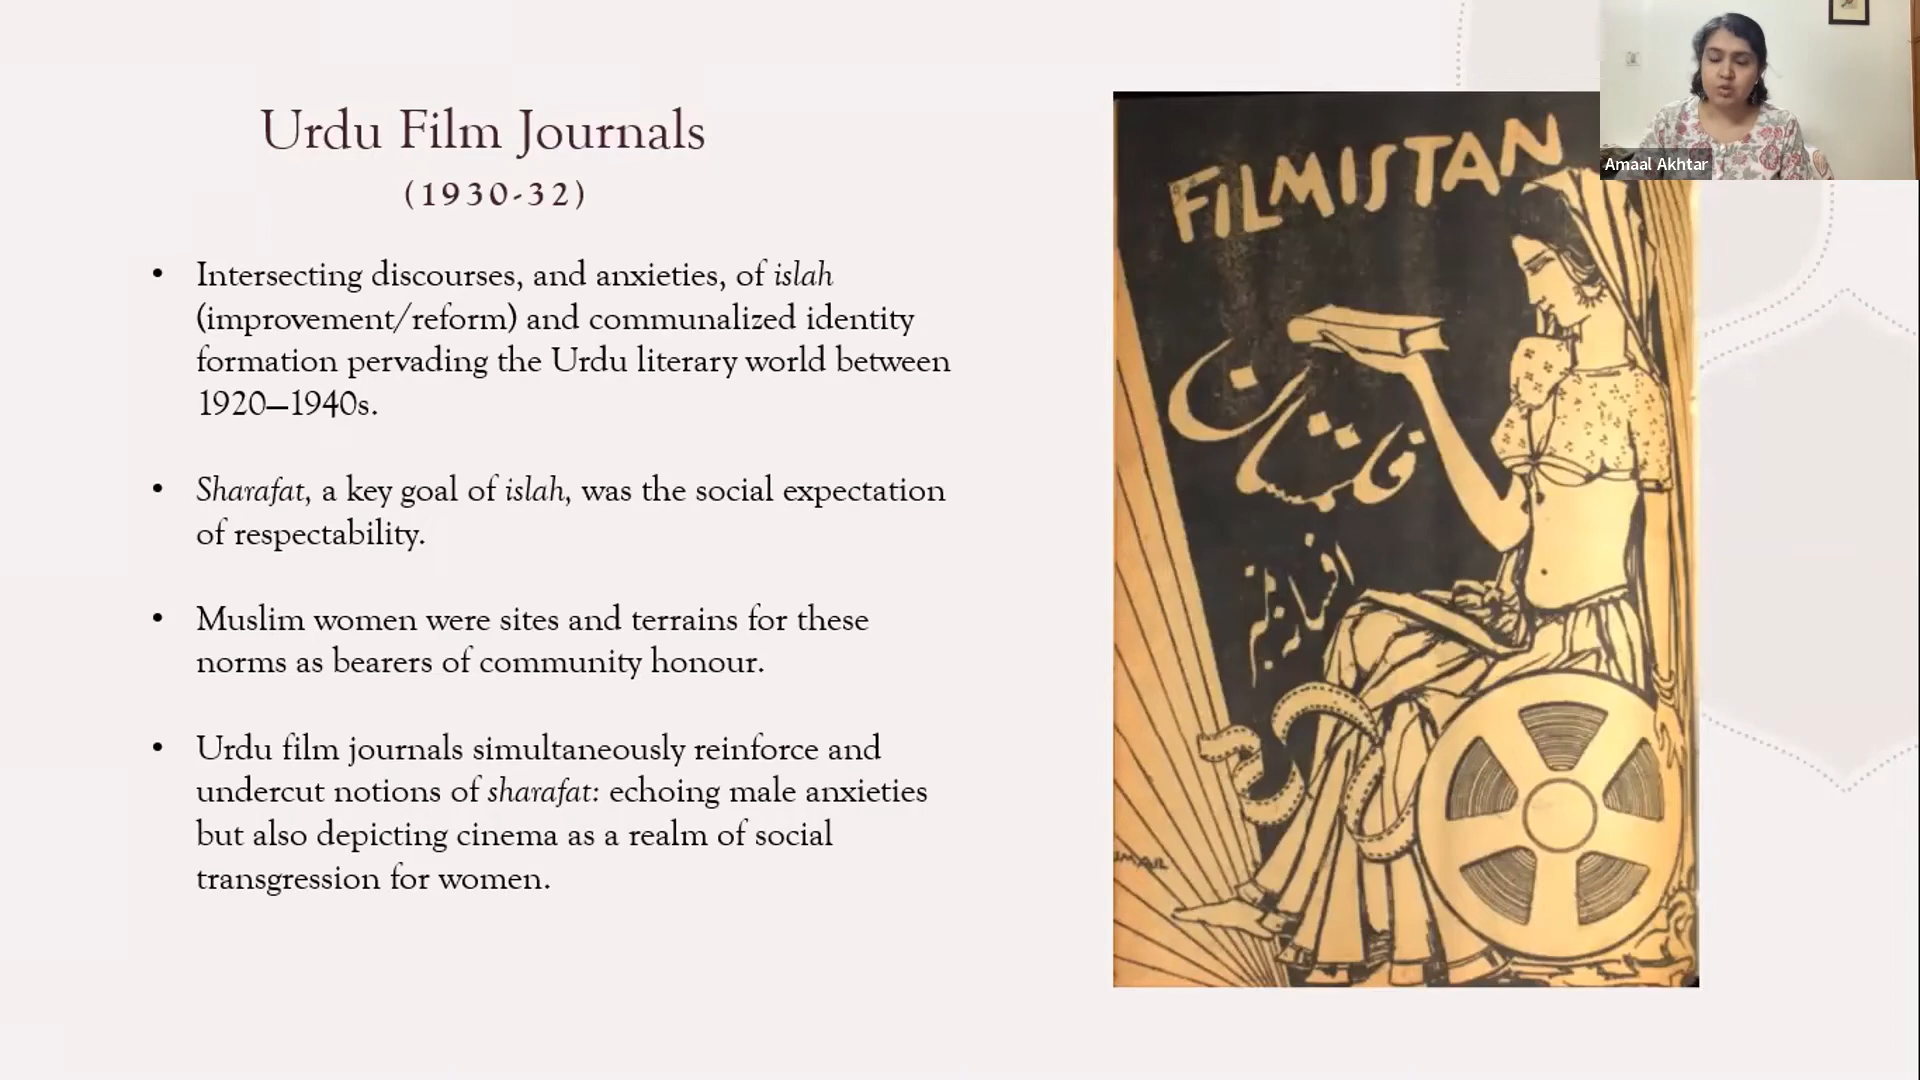 Urdu Film Journals
(1930-32)
• Intersecting discourses, and anxieties, of islah
(improvement/reform) and communalized identity
formation pervading the Urdu literary world between
1920–1940s.
• Sharafat, a key goal of islah, was the social expectation
of respectability.
• Muslim women were sites and terrains for these
norms as bearers of community honour.
• Urdu film journals simultaneously reinforce and
undercut notions of sharafat: echoing male anxieties
but also depicting cinema as a realm of social
transgression for women.
FILMISTAN
فلمستان
Amaal Akhtar